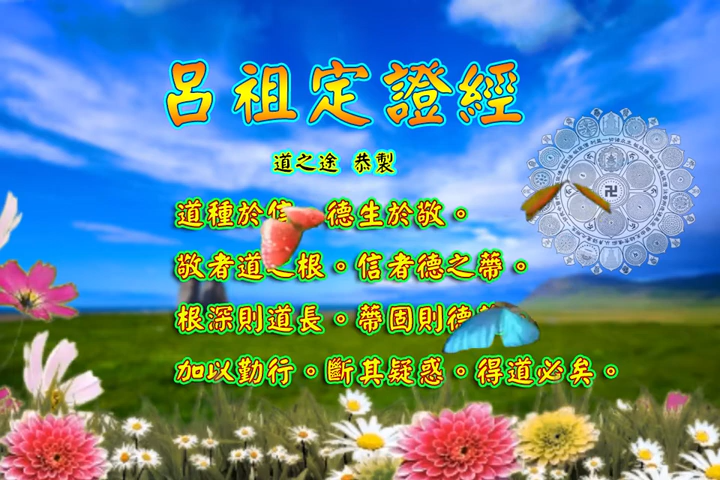 呂祖定證經
道之途 恭製
道種於信 德生於敬。
敬者道之根。信者德之蒂。
根深則道長。蒂固則德
加以勤行。斷其疑惑。得道必矣。